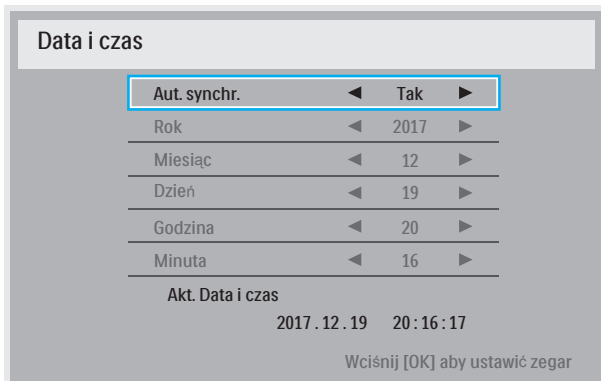 Data i czas
Aut. synchr. ◄ Tak ►
Rok ◄ 2017 ►
Miesiąc ◄ 12 ►
Dzień ◄ 19 ►
Godzina ◄ 20 ►
Minuta ◄ 16 ►
Akt. Data i czas
2017 . 12 . 19 20 : 16 : 17
Wciśnij [OK] aby ustawić zegar